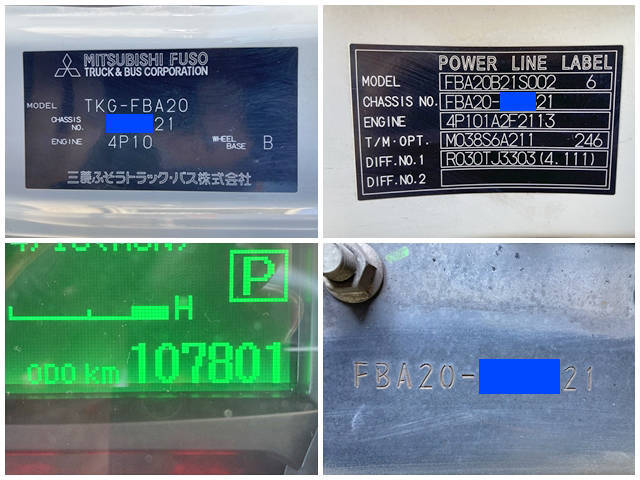 MITSUBISHI FUSO
TRUCK & BUS CORPORATION
MODEL TKG-FBA20
CHASSIS NO. 21
ENGINE 4P10 WHEEL BASE B
三菱ふそうトラック・バス株式会社
POWER LINE LABEL
MODEL FBA20B21S002 6
CHASSIS NO. FBA20- 21
ENGINE 4P101A2F2113
T/M·OPT. M038S6A211 246
DIFF.NO.1 R030TJ3303(4.111)
DIFF.NO.2
P
H
ODO km 107801
FBA20- 21